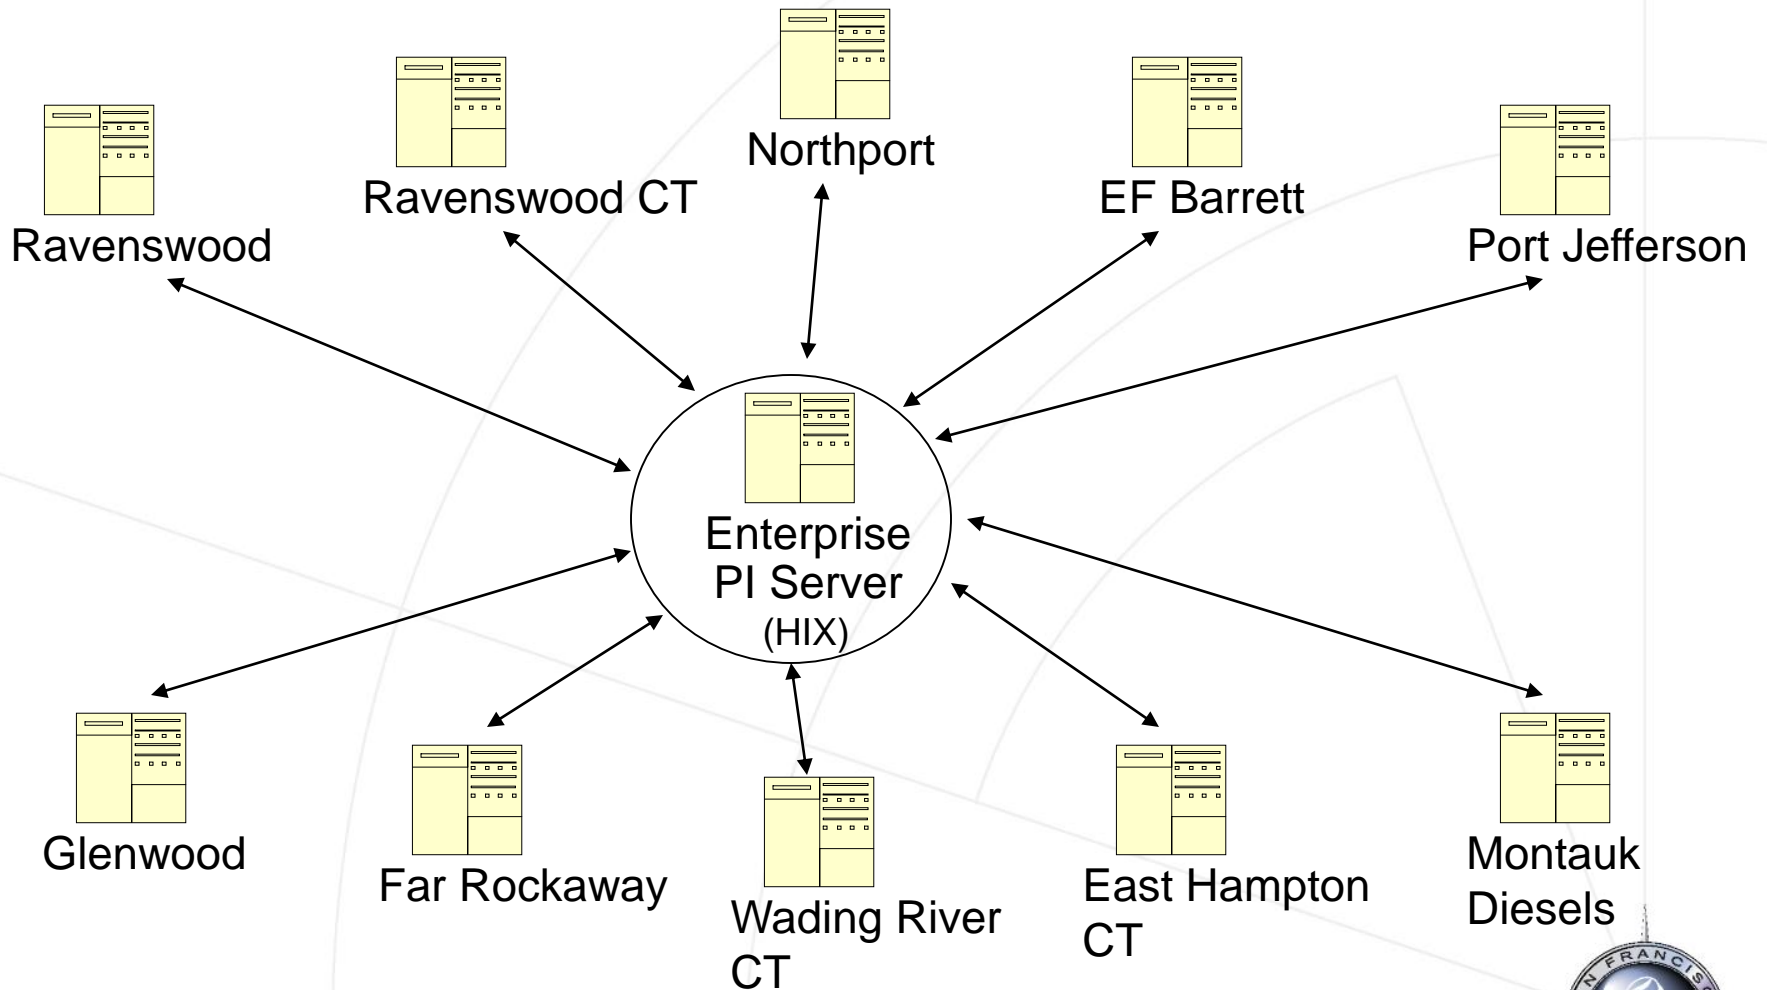 Northport
Ravenswood CT
EF Barrett
Ravenswood
Port Jefferson
Enterprise
PI Server
(HIX)
Glenwood
Far Rockaway
Wading River
CT
East Hampton
CT
Montauk
Diesels